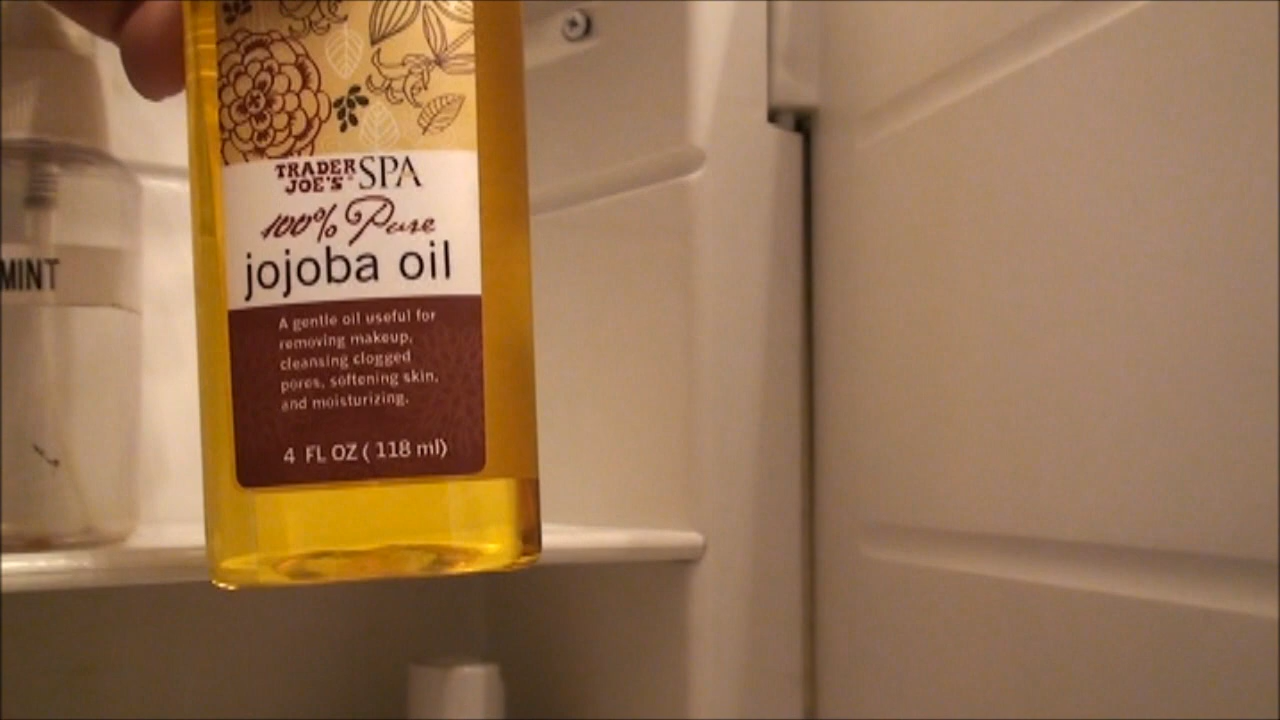 TRADER JOE'S SPA
100% Pure
jojoba oil
A gentle oil useful for
removing makeup,
cleansing clogged
pores, softening skin,
and moisturizing.
4 FL OZ ( 118 ml)
MINT